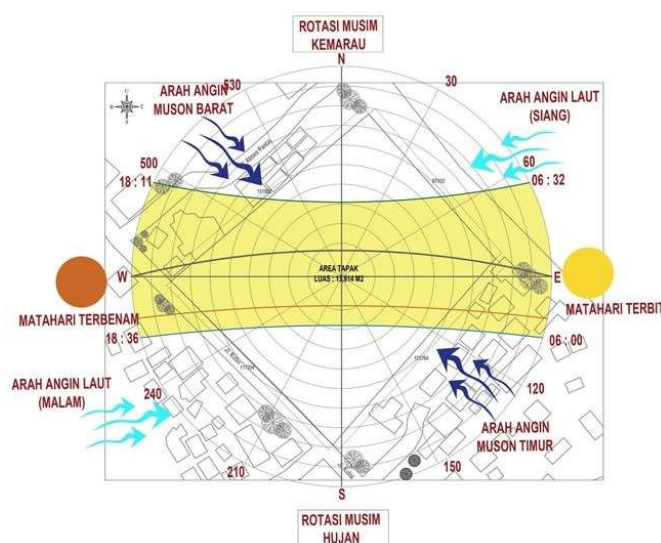 ROTASI MUSIM
KEMARAU
N
530
30
ARAH ANGIN
MUSON BARAT
ARAH ANGIN LAUT
(SIANG)
500
18 : 11
60
06 : 32
W
AREA TAPAK
LUAS : 13,914 M2
E
MATAHARI TERBENAM
MATAHARI TERBIT
18 : 36
06 : 00
ARAH ANGIN LAUT
(MALAM)
240
120
ARAH ANGIN
MUSON TIMUR
210
150
S
ROTASI MUSIM
HUJAN